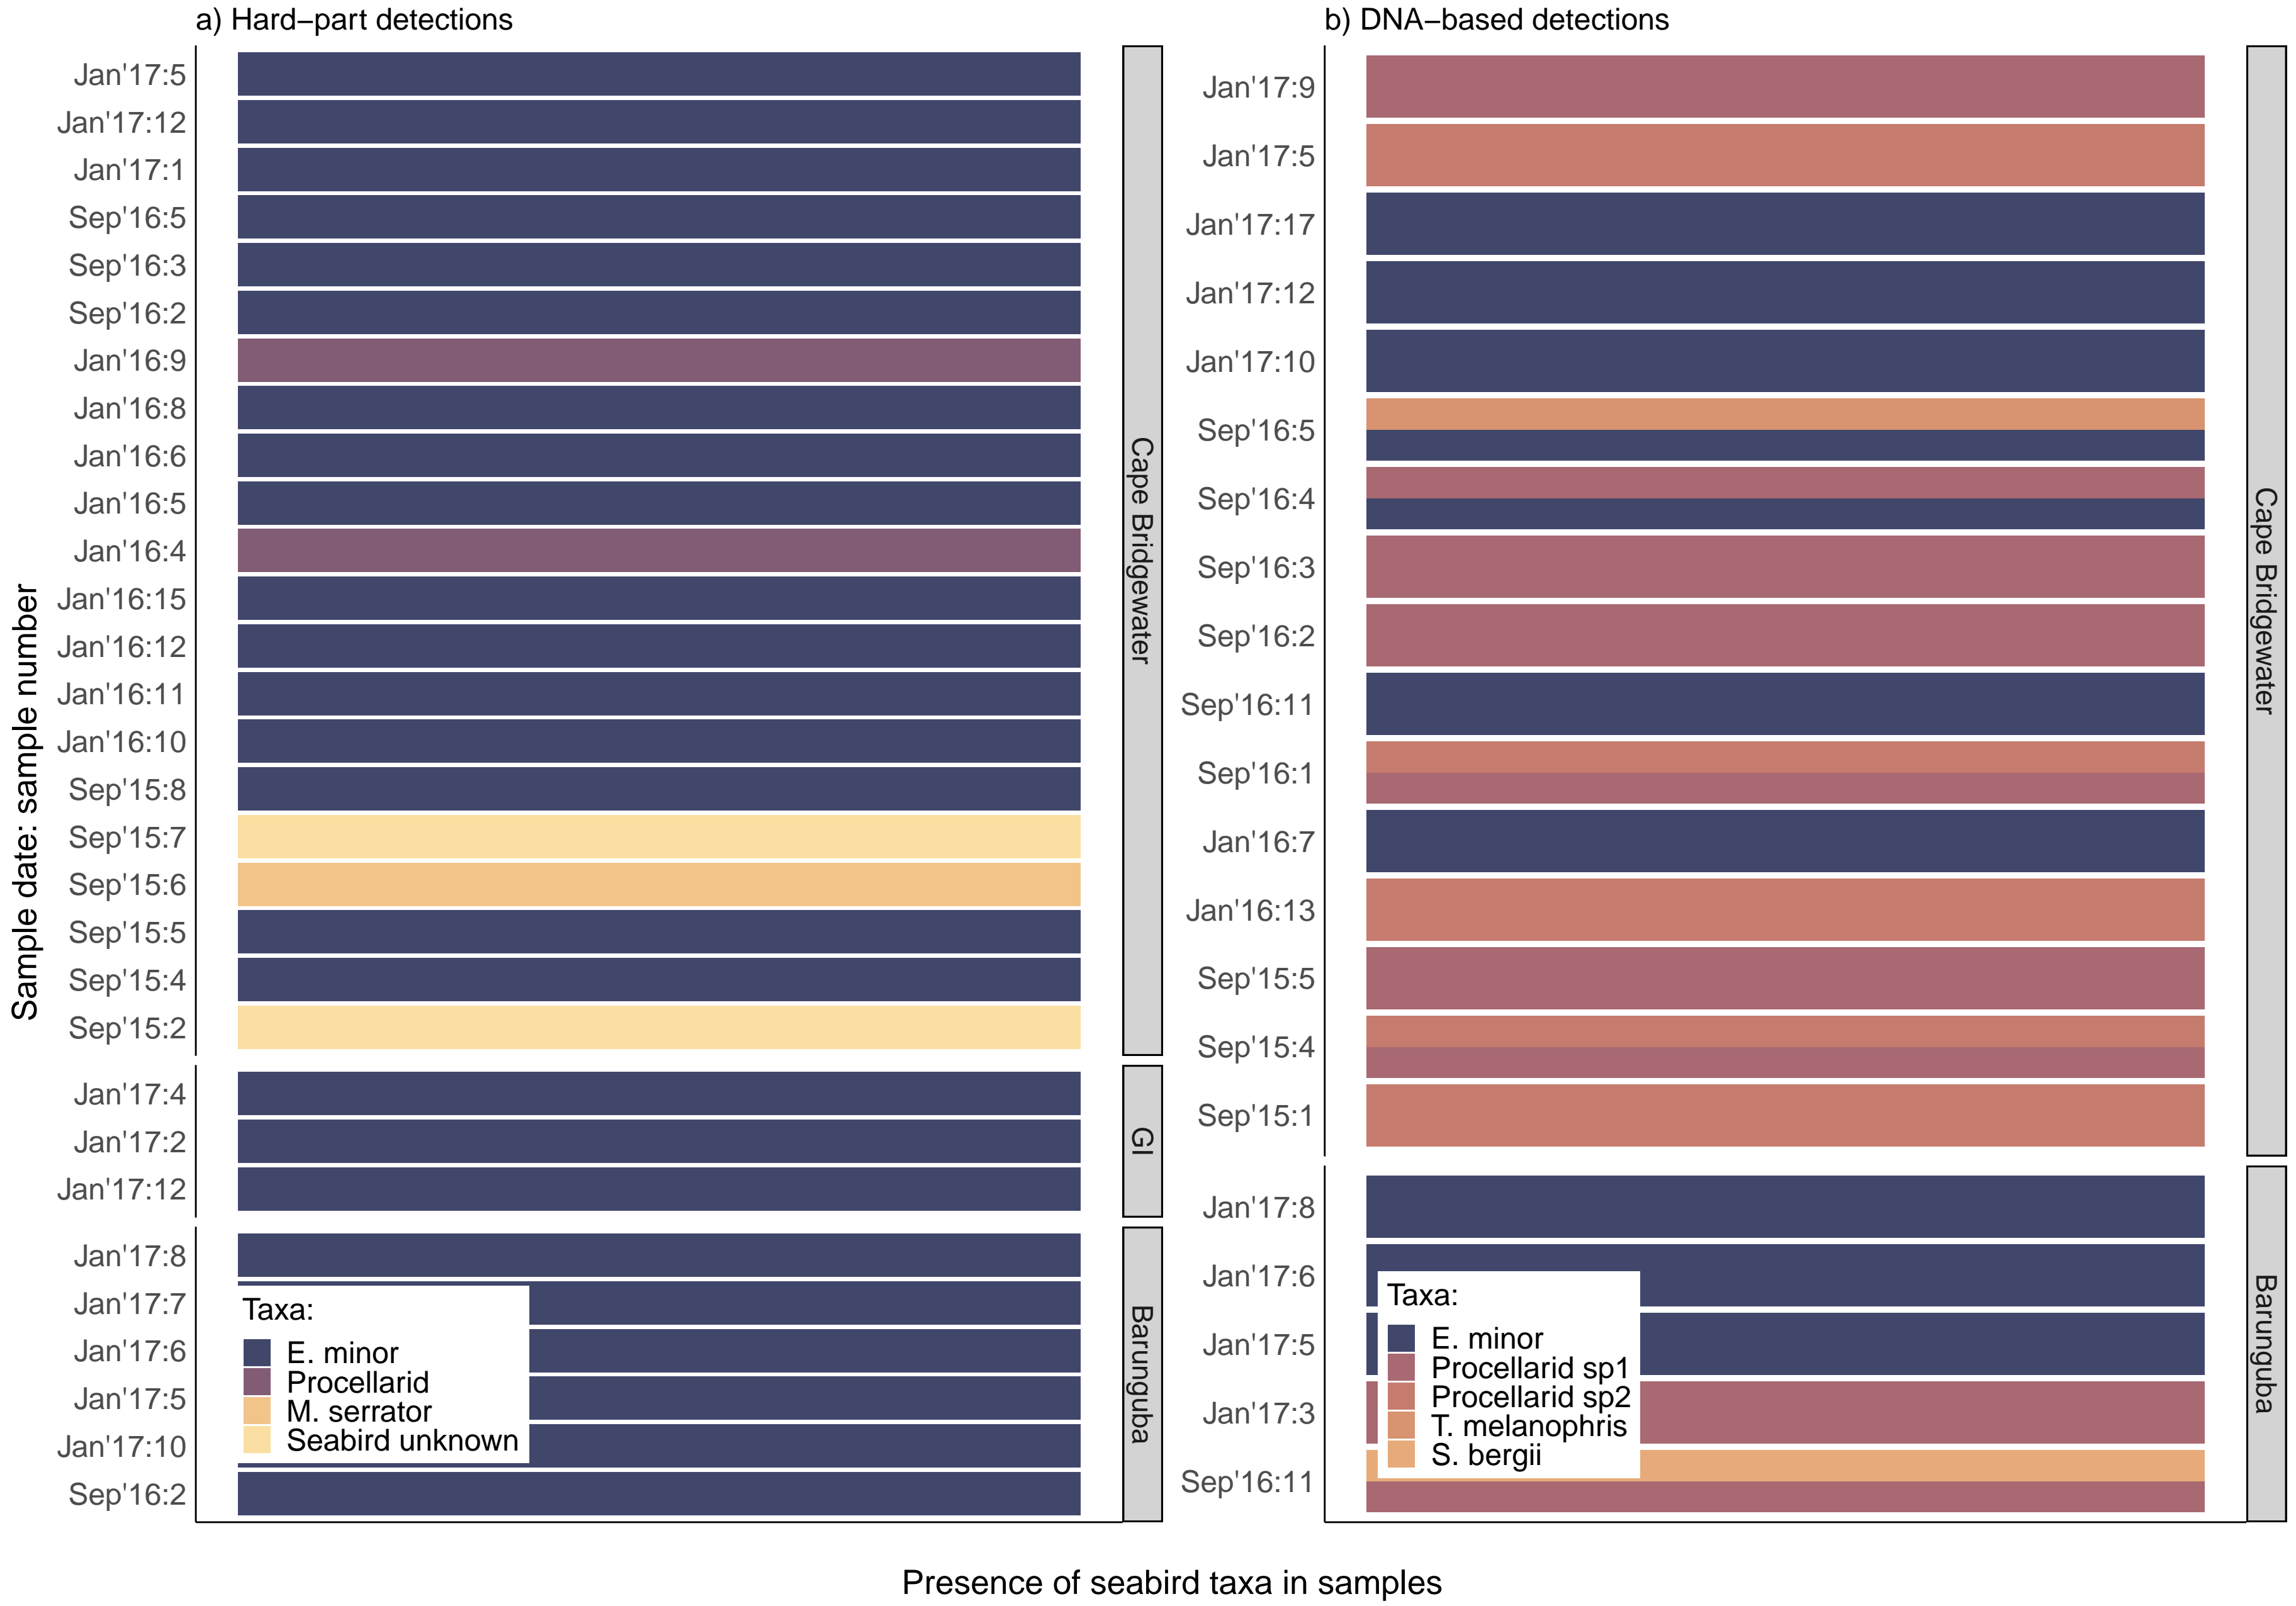 a) Hard–part detections
Jan'17:5
Jan'17:12
Jan'17:1
Sep'16:5
Sep'16:3
Sep'16:2
Jan'16:9
Jan'16:8
Jan'16:6
Jan'16:5
Jan'16:4
Jan'16:15
Jan'16:12
Jan'16:11
Jan'16:10
Sep'15:8
Sep'15:7
Sep'15:6
Sep'15:5
Sep'15:4
Sep'15:2
Cape Bridgewater
Jan'17:4
Jan'17:2
Jan'17:12
GI
Jan'17:8
Jan'17:7
Jan'17:6
Jan'17:5
Jan'17:10
Sep'16:2
Barunguba
Taxa:
E. minor
Procellarid
M. serrator
Seabird unknown
Sample date: sample number
b) DNA–based detections
Jan'17:9
Jan'17:5
Jan'17:17
Jan'17:12
Jan'17:10
Sep'16:5
Sep'16:4
Sep'16:3
Sep'16:2
Sep'16:11
Sep'16:1
Jan'16:7
Jan'16:13
Sep'15:5
Sep'15:4
Sep'15:1
Cape Bridgewater
Jan'17:8
Jan'17:6
Jan'17:5
Jan'17:3
Sep'16:11
Barunguba
Taxa:
E. minor
Procellarid sp1
Procellarid sp2
T. melanophris
S. bergii
Presence of seabird taxa in samples